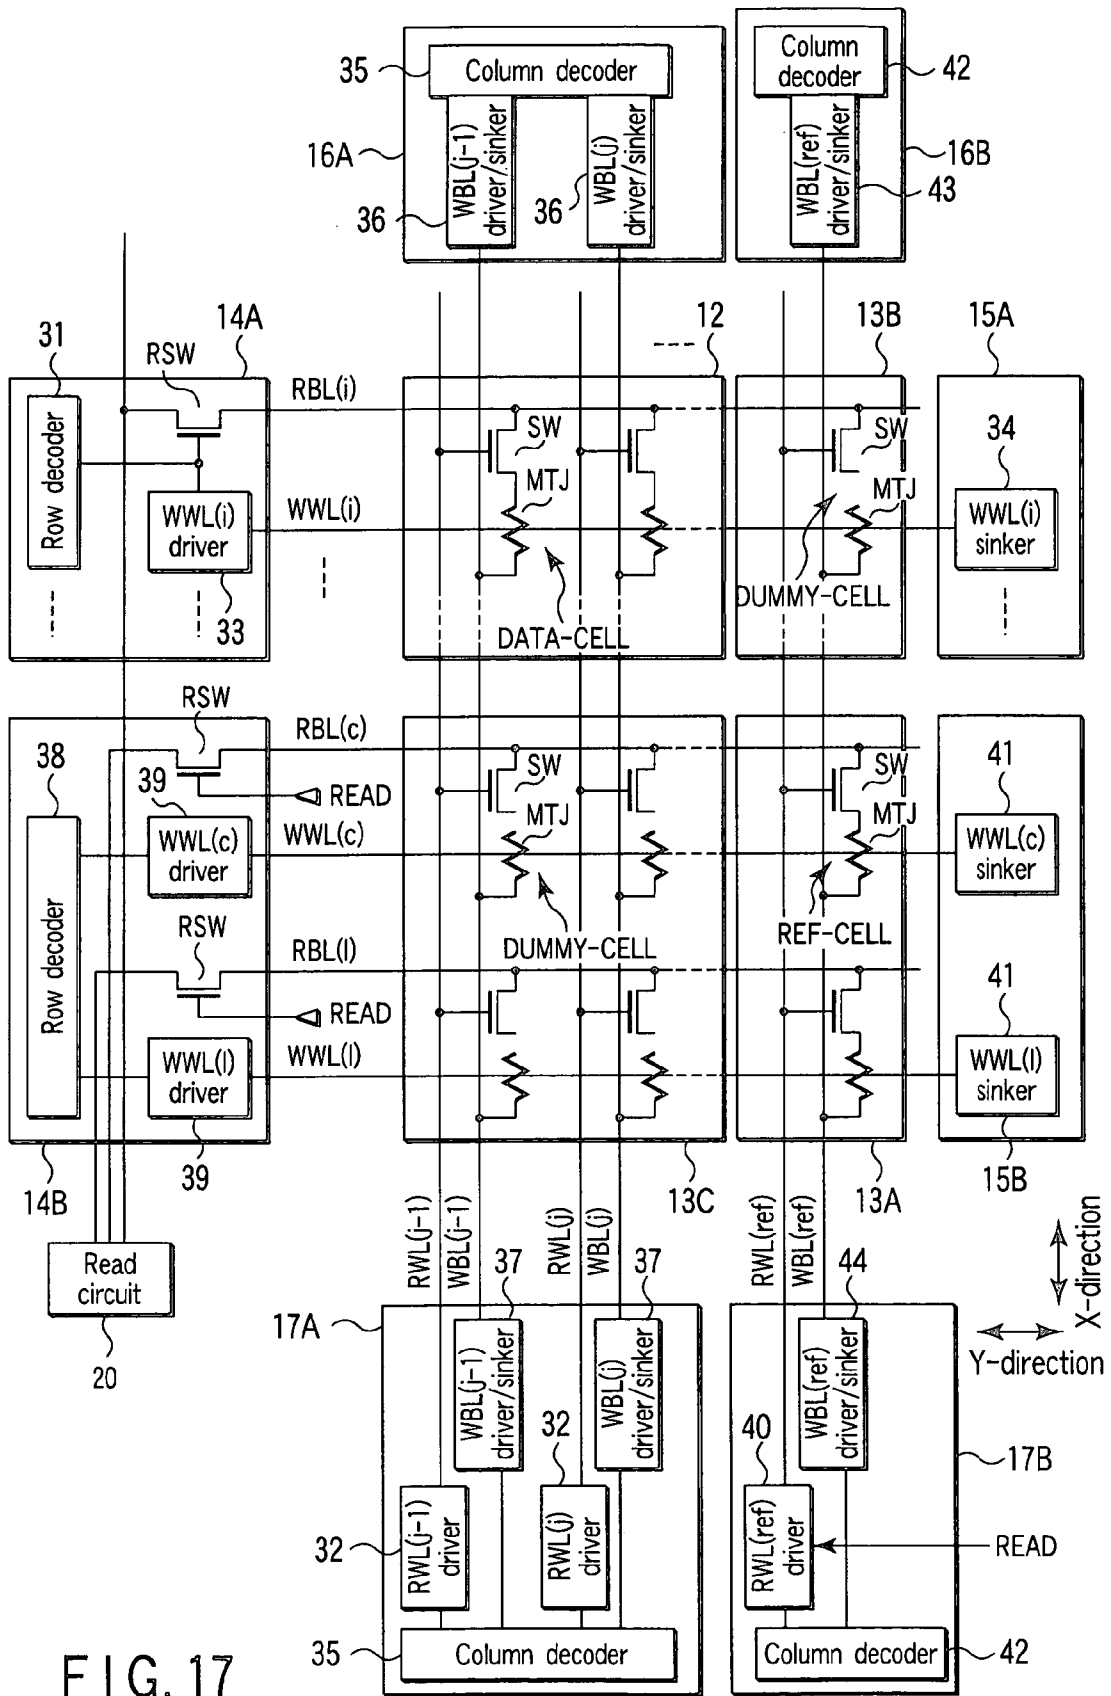 35
Column decoder
Column
decoder
42
16A
WBL(j-1)
driver/sinker
36
WBL(j)
driver/sinker
36
WBL(ref)
driver/sinker
16B
43
31
RSW
14A
RBL(i)
12
13B
15A
Row decoder
SW
MTJ
SW
MTJ
34
WWL(i)
driver
WWL(i)
WWL(i)
sinker
33
DATA-CELL
DUMMY-CELL
RSW
RBL(c)
38
39
READ
SW
MTJ
SW
MTJ
41
WWL(c)
driver
WWL(c)
WWL(c)
sinker
Row decoder
RSW
RBL(l)
DUMMY-CELL
REF-CELL
READ
41
WWL(l)
driver
WWL(l)
WWL(l)
sinker
14B
39
13C
13A
15B
Read
circuit
20
RWL(j-1)
WBL(j-1)
RWL(j)
WBL(j)
RWL(ref)
WBL(ref)
X-direction
Y-direction
17A
37
37
44
WBL(j-1)
driver/sinker
WBL(j)
driver/sinker
WBL(ref)
driver/sinker
32
40
17B
32
RWL(j-1)
driver
RWL(j)
driver
RWL(ref)
driver
READ
35
Column decoder
Column decoder
42
FIG. 17